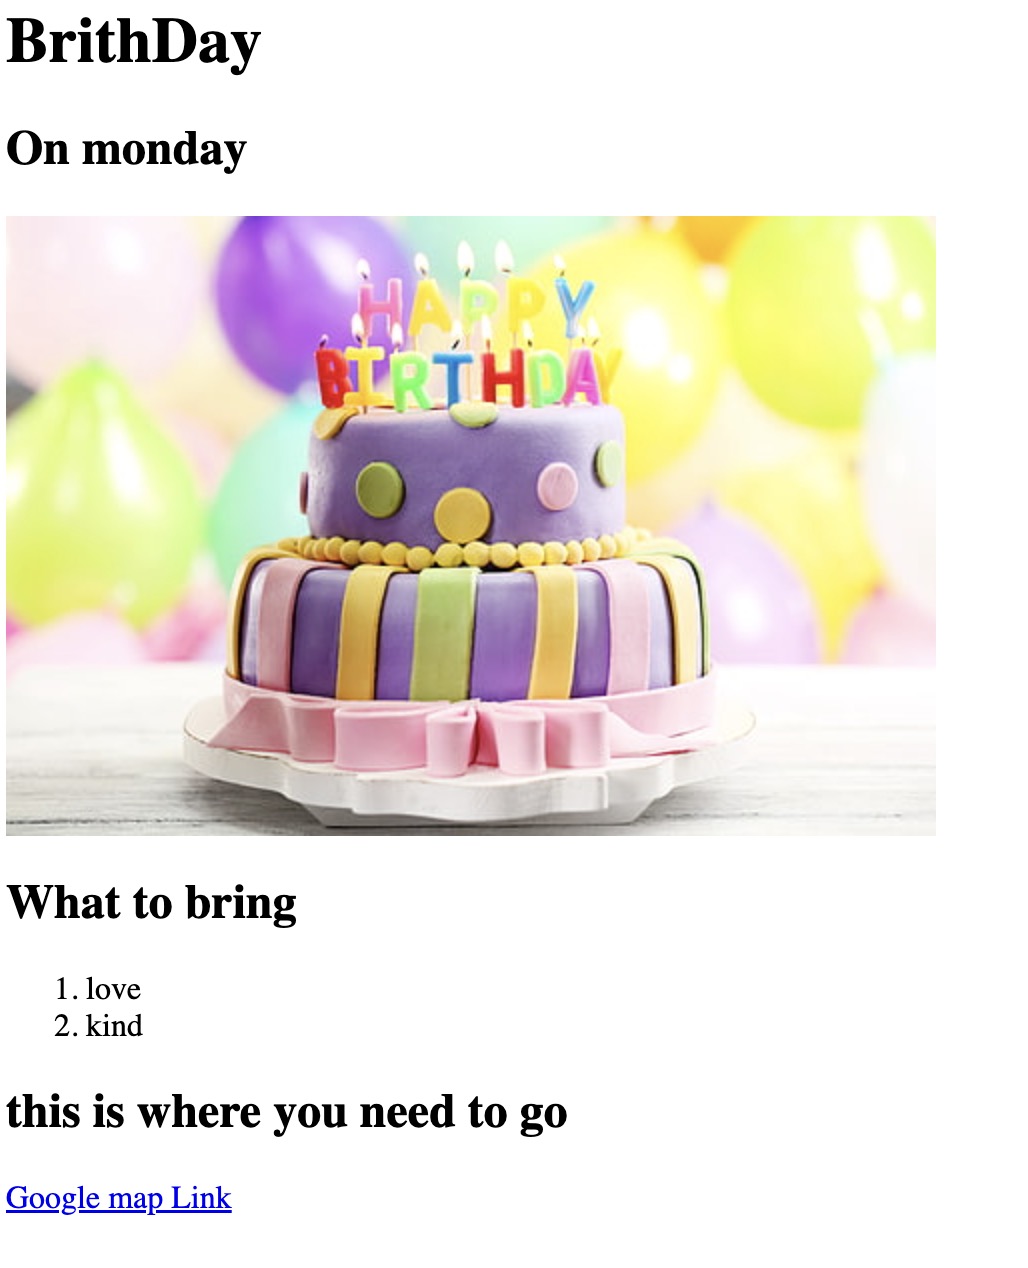 BrithDay
On monday
HAPPY
BIRTHDAY
What to bring
1. love
2. kind
this is where you need to go
Google map Link